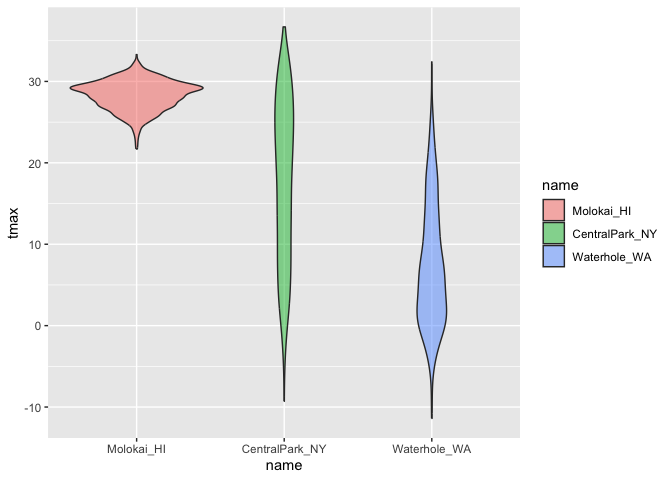 30
20
10
0
-10
tmax
Molokai_HI
CentralPark_NY
Waterhole_WA
name
name
Molokai_HI
CentralPark_NY
Waterhole_WA